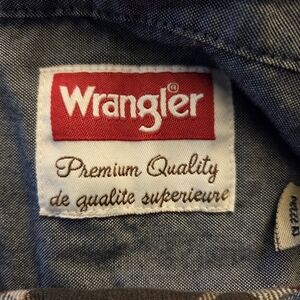 Wrangler®
Premium Quality
de qualite superieure